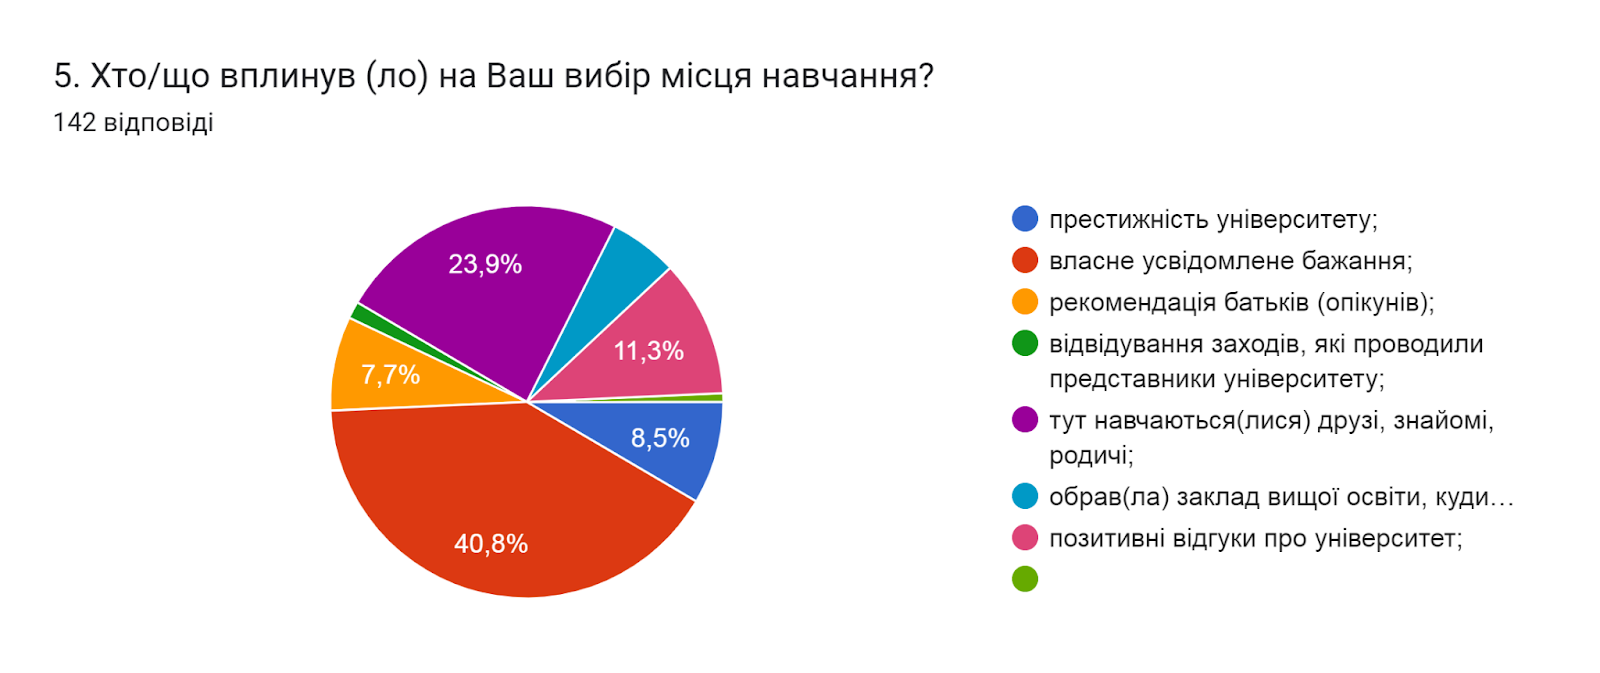 5. Хто/що вплинув (ло) на Ваш вибір місця навчання?
142 відповіді
23,9%
11,3%
7,7%
8,5%
40,8%
престижність університету;
власне усвідомлене бажання;
рекомендація батьків (опікунів);
відвідування заходів, які проводили
представники університету;
тут навчаються(лися) друзі, знайомі,
родичі;
обрав(ла) заклад вищої освіти, куди…
позитивні відгуки про університет;